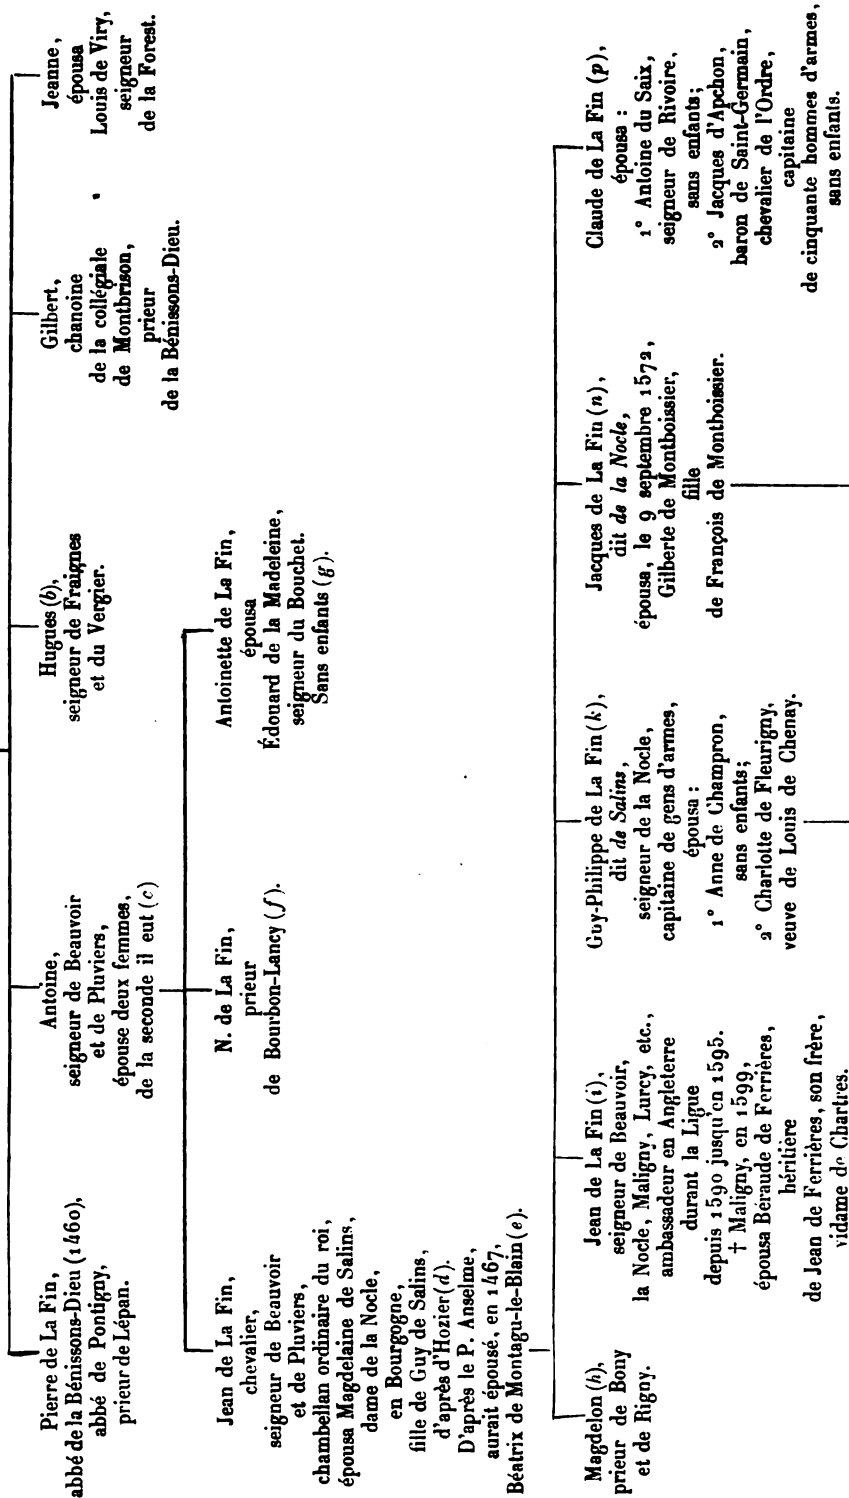 Pierre de La Fin,
abbé de la Bénissons-Dieu (1460),
abbé de Pontigny,
prieur de Lépan.
Antoine,
seigneur de Beauvoir
et de Pluviers,
épouse deux femmes,
de la seconde il eut (c)
Hugues (b),
seigneur de Fraignes
et du Vergier.
Gilbert,
chanoine
de la collégiale
de Montbrison,
prieur
de la Bénissons-Dieu.
Jeanne,
épousa
Louis de Viry,
seigneur
de la Forest.
Jean de La Fin,
chevalier,
seigneur de Beauvoir
et de Pluviers,
chambellan ordinaire du roi,
épousa Magdelaine de Salins,
dame de la Nocle,
en Bourgogne,
fille de Guy de Salins,
d'après d'Hozier (d).
D'après le P. Anselme,
aurait épousé, en 1467,
Béatrix de Montagu-le-Blain (e).
N. de La Fin,
prieur
de Bourbon-Lancy (f).
Antoinette de La Fin,
épousa
Édouard de la Madeleine,
seigneur du Bouchet.
Sans enfants (g).
Magdelon (h),
prieur de Bony
et de Rigny.
Jean de La Fin (i),
seigneur de Beauvoir,
la Nocle, Maligny, Lurcy, etc.,
ambassadeur en Angleterre
durant la Ligue
depuis 1590 jusqu'en 1595.
† Maligny, en 1599,
épousa Béraude de Ferrières,
héritière
de Jean de Ferrières, son frère,
vidame de Chartres.
Guy-Philippe de La Fin (k),
dit de Salins,
seigneur de la Nocle,
capitaine de gens d'armes,
épousa :
1° Anne de Champron,
sans enfants;
2° Charlotte de Fleurigny,
veuve de Louis de Chenay.
Jacques de La Fin (n),
dit de la Nocle,
épousa, le 9 septembre 1572,
Gilberte de Montboissier,
fille
de François de Montboissier.
Claude de La Fin (p),
épousa :
1° Antoine du Saix,
seigneur de Rivoire,
sans enfants;
2° Jacques d'Apchon,
baron de Saint-Germain,
chevalier de l'Ordre,
capitaine
de cinquante hommes d'armes,
sans enfants.